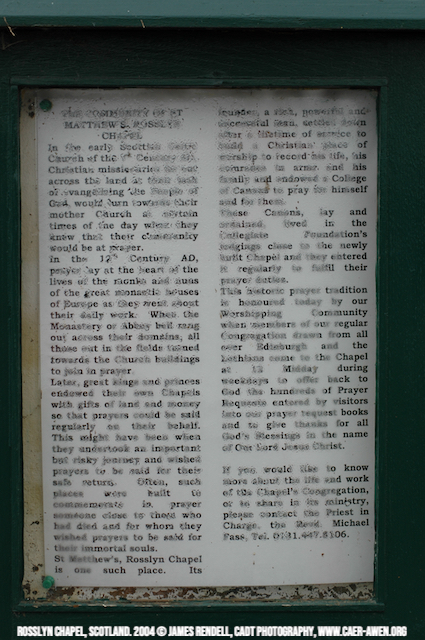 THE COMMUNITY OF ST
MATTHEW'S, ROSSLYN
CHAPEL
In the early Scottish Celtic
Church of the Century AD,
Christian missionaries
across the land at their task
of evangelizing the People of
God, would turn towards their
mother Church at certain
times of the day when they
knew that their community
would be at prayer.
In the 12th Century AD,
prayer lay at the heart of the
lives of the monks and nuns
of the great monastic houses
of Europe as they went about
their daily work. When the
Monastery or Abbey bell rang
out across their domains, all
those out in the fields turned
towards the Church buildings
to join in prayer.
Later, great kings and princes
endowed their own Chapels
with gifts of land and money
so that prayers could be said
regularly on their behalf.
This might have been when
they undertook an important
but risky journey and wished
prayers to be said for their
safe return. Often, such
places were built to
commemorate in prayer
someone close to them who
had died and for whom they
wished prayers to be said for
their immortal souls.
St Matthew's, Rosslyn Chapel
is one such place. Its
founder, a rich, powerful and
successful man, settled down
after a lifetime of service to
build a Christian place of
worship to record his life, his
comrades in arms and his
family and endowed a College
of Canons to pray for himself
and for them.
These Canons, lay and
ordained lived in the
Collegiate Foundation's
lodgings close to the newly
built Chapel and they entered
it regularly to fulfil their
prayer duties.
This historic prayer tradition
is honoured today by our
Worshipping Community
when members of our regular
Congregation drawn from all
over Edinburgh and the
Lothians come to the Chapel
at 12 Midday during
weekdays to offer back to
God the hundreds of Prayer
Requests entered by visitors
into our prayer request books
and to give thanks for all
God's Blessings in the name
of Our Lord Jesus Christ.
If you would like to know
more about the life and work
of the Chapel's Congregation,
or to share in its ministry,
please contact the Priest in
Charge, the Revd. Michael
Fass, Tel. 0131.447.8106.
ROSSLYN CHAPEL, SCOTLAND. 2004 © JAMES RENDELL, CADT PHOTOGRAPHY, WWW.CAER-AWEN.ORG